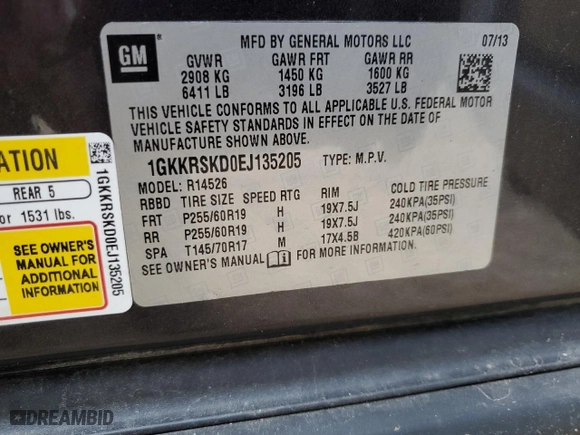 GM
MFD BY GENERAL MOTORS LLC 07/13
GVWR GAWR FRT GAWR RR
2908 KG 1450 KG 1600 KG
6411 LB 3196 LB 3527 LB
THIS VEHICLE CONFORMS TO ALL APPLICABLE U.S. FEDERAL MOTOR
VEHICLE SAFETY STANDARDS IN EFFECT ON THE DATE OF
MANUFACTURE SHOWN ABOVE.
1GKKRSKD0EJ135205 TYPE: M.P.V.
MODEL: R14526
RBBD TIRE SIZE SPEED RTG RIM COLD TIRE PRESSURE
FRT P255/60R19 H 19X7.5J 240KPA(35PSI)
RR P255/60R19 H 19X7.5J 240KPA(35PSI)
SPA T145/70R17 M 17X4.5B 420KPA(60PSI)
SEE OWNER'S MANUAL FOR MORE INFORMATION.
ATION
REAR 5
or 1531 lbs.
SEE OWNER'S
MANUAL FOR
ADDITIONAL
INFORMATION
1GKKRSKD0EJ135205
DREAMBID